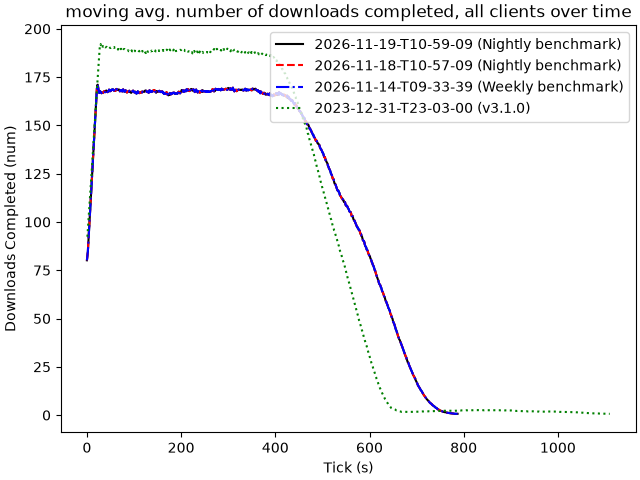 moving avg. number of downloads completed, all clients over time
200
175
150
125
100
75
50
25
0
Downloads Completed (num)
2026-11-19-T10-59-09 (Nightly benchmark)
2026-11-18-T10-57-09 (Nightly benchmark)
2026-11-14-T09-33-39 (Weekly benchmark)
2023-12-31-T23-03-00 (v3.1.0)
0 200 400 600 800 1000
Tick (s)